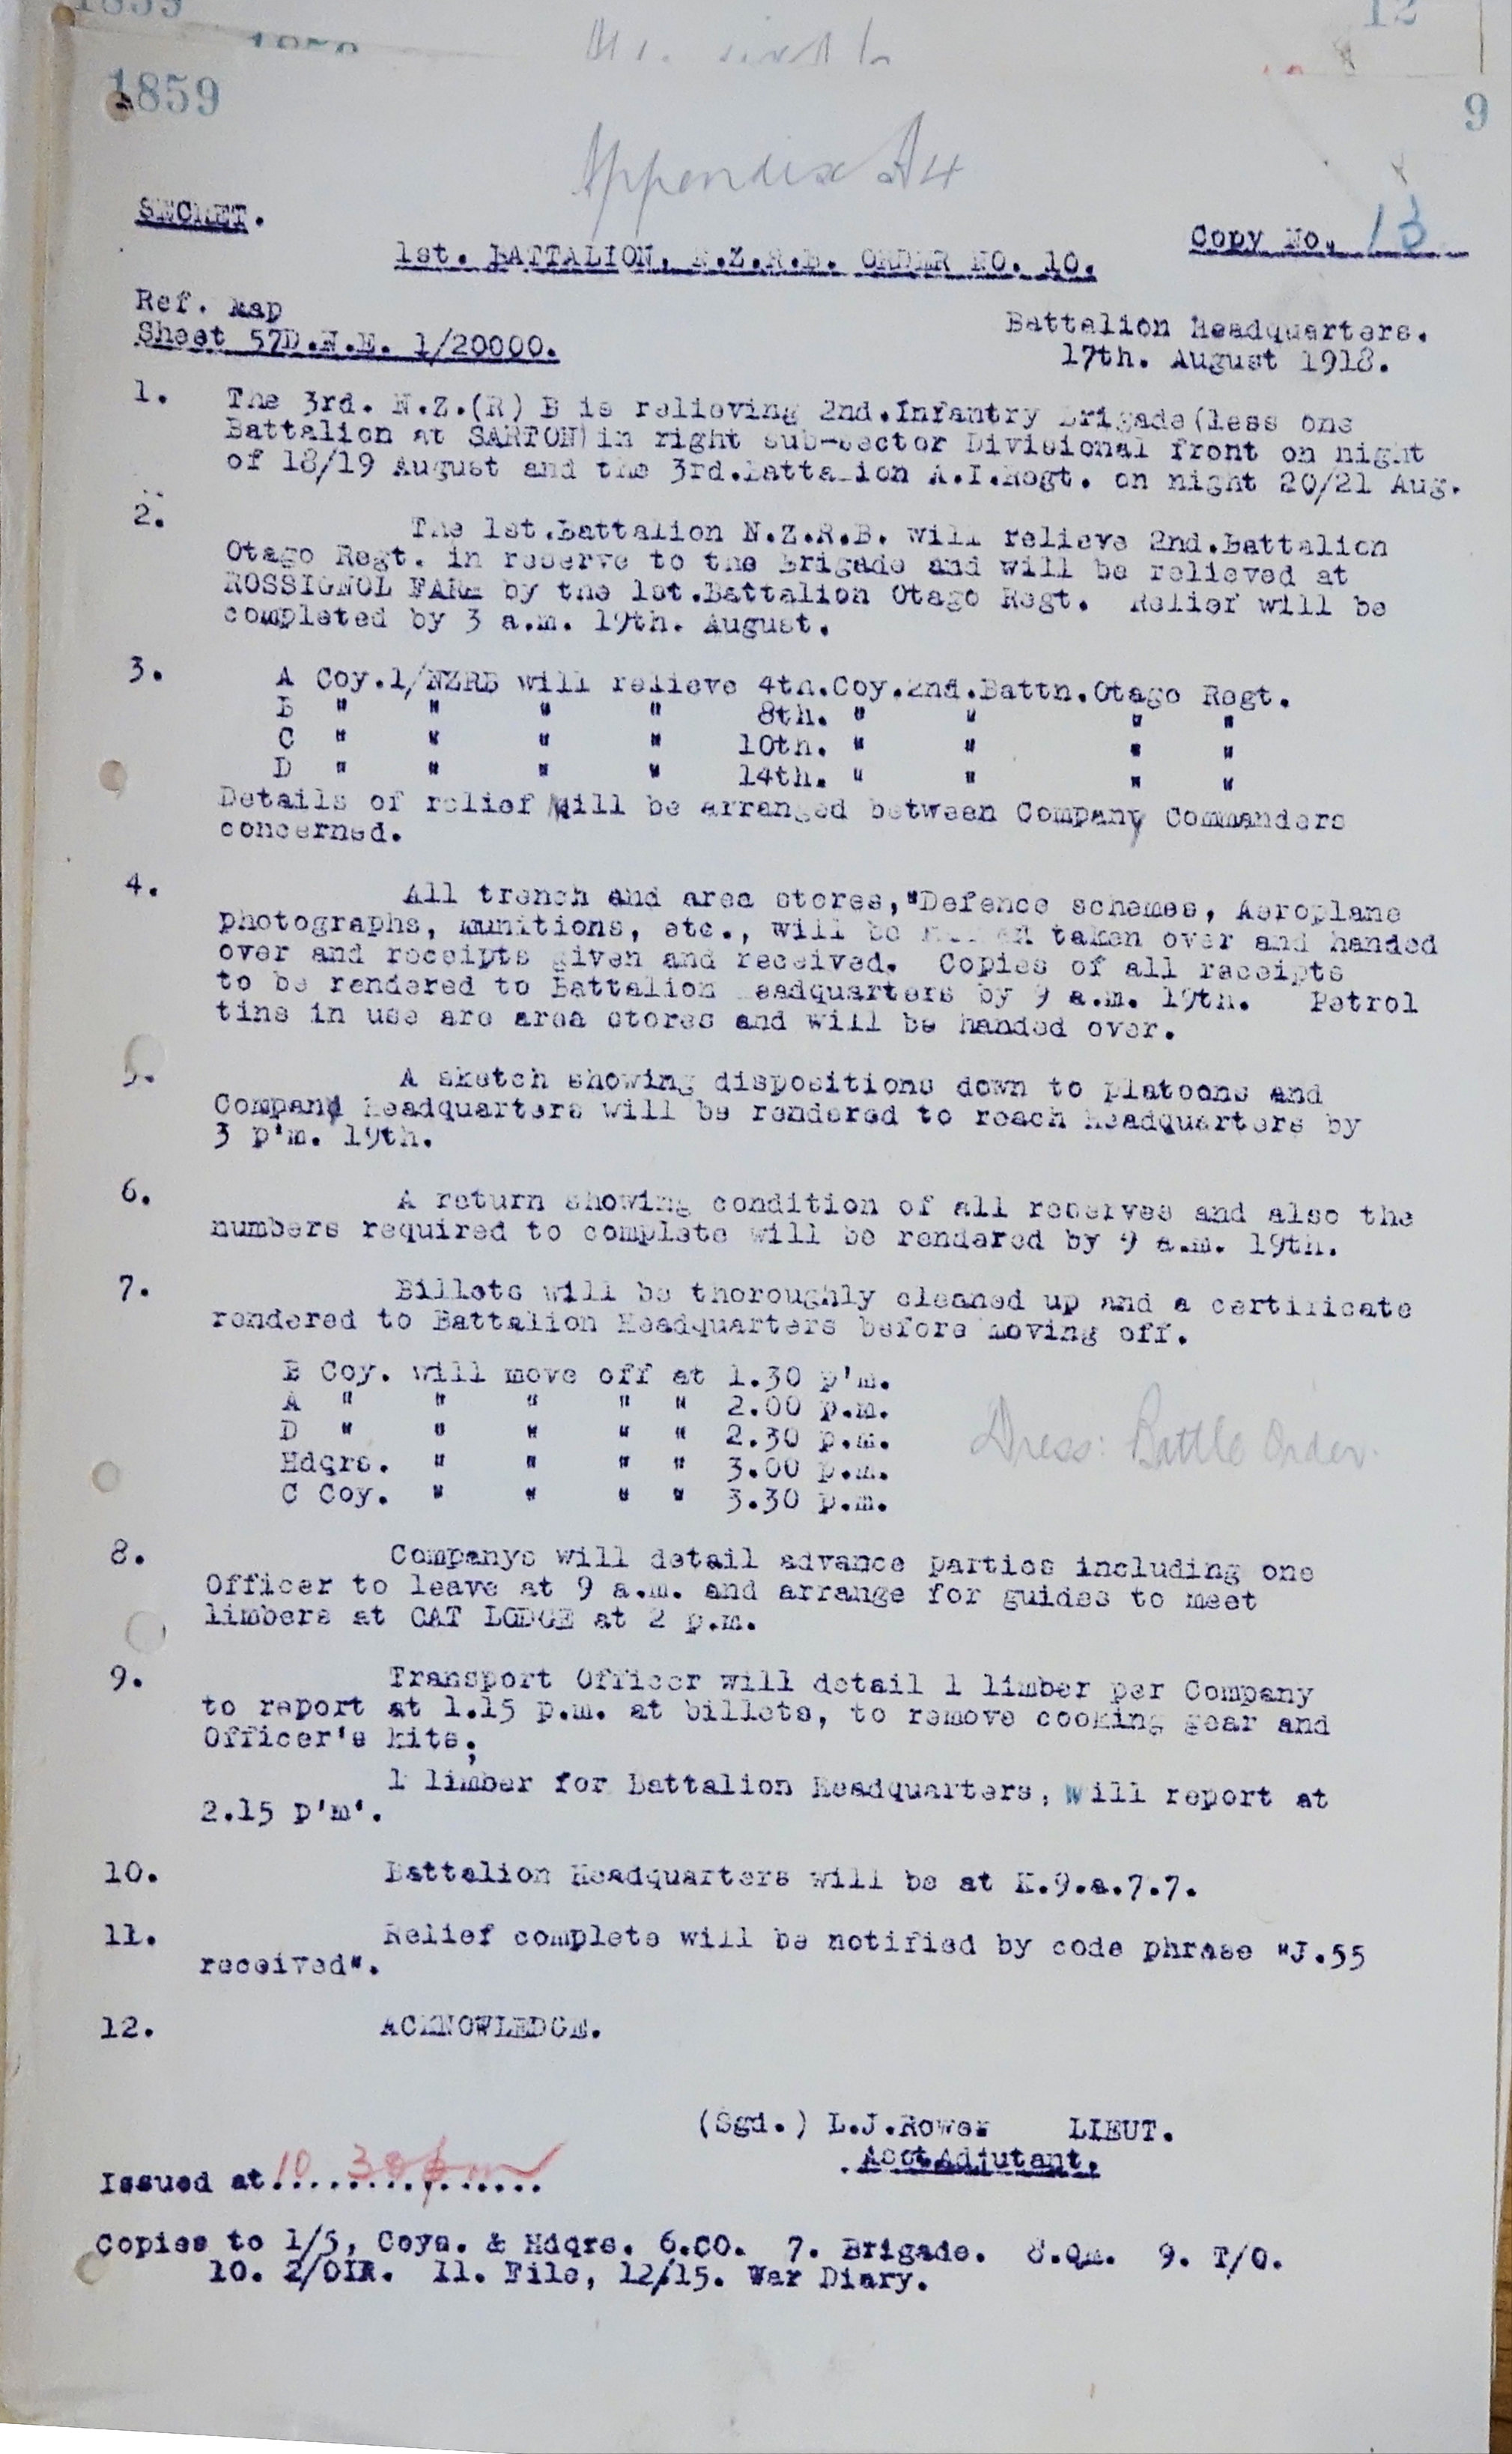 1859
9
Appendix A4
SECRET.
Copy No. 13
1st. BATTALION, N.Z.R.B. ORDER NO. 10.
Ref. Map
Sheet 57D.N.E. 1/20000.
Battalion Headquarters.
17th. August 1918.
1. The 3rd. N.Z.(R) B is relieving 2nd.Infantry Brigade(less one
Battalion at SARTON)in right sub-sector Divisional front on night
of 18/19 August and the 3rd.Battalion A.I.Regt. on night 20/21 Aug.
2. The 1st.Battalion N.Z.R.B. will relieve 2nd.Battalion
Otago Regt. in reserve to the Brigade and will be relieved at
ROSSIGNOL FARM by the 1st.Battalion Otago Regt. Relief will be
completed by 3 a.m. 19th. August.
3. A Coy.1/NZRB will relieve 4th.Coy.2nd.Battn.Otago Regt.
B " " " " 8th. " " " "
C " " " " 10th. " " " "
D " " " " 14th. " " " "
Details of relief will be arranged between Company Commanders
concerned.
4. All trench and area stores,"Defence schemes, Aeroplane
photographs, munitions, etc., will be taken over and handed
over and receipts given and received. Copies of all receipts
to be rendered to Battalion eadquarters by 9 a.m. 19th. Petrol
tins in use are area stores and will be handed over.
5. A sketch showing dispositions down to platoons and
Company Headquarters will be rendered to reach Headquarters by
3 p'm. 19th.
6. A return showing condition of all reserves and also the
numbers required to complete will be rendered by 9 a.m. 19th.
7. Billets will be thoroughly cleaned up and a certificate
rendered to Battalion Headquarters before moving off.
B Coy. will move off at 1.30 p'm.
A " " " " " 2.00 p.m.
D " " " " " 2.30 p.m.
Hdqrs. " " " " 3.00 p.m.
C Coy. " " " " 3.30 p.m.
Dress: Battle Order.
8. Companys will detail advance parties including one
Officer to leave at 9 a.m. and arrange for guides to meet
limbers at CAT LODGE at 2 p.m.
9. Transport Officer will detail 1 limber per Company
to report at 1.15 p.m. at billets, to remove cooking gear and
Officer's kits;
1 limber for Battalion Headquarters, will report at
2.15 p'm'.
10. Battalion Headquarters will be at K.9.a.7.7.
11. Relief complete will be notified by code phrase "J.55
received".
12. ACKNOWLEDGE.
(Sgd.) L.J.Rowe. LIEUT.
Asst.Adjutant.
Issued at 10 30 pm
Copies to 1/5, Coys. & Hdqrs. 6.CO. 7. Brigade. 8.QM. 9. T/O.
10. 2/OIR. 11. File, 12/15. War Diary.